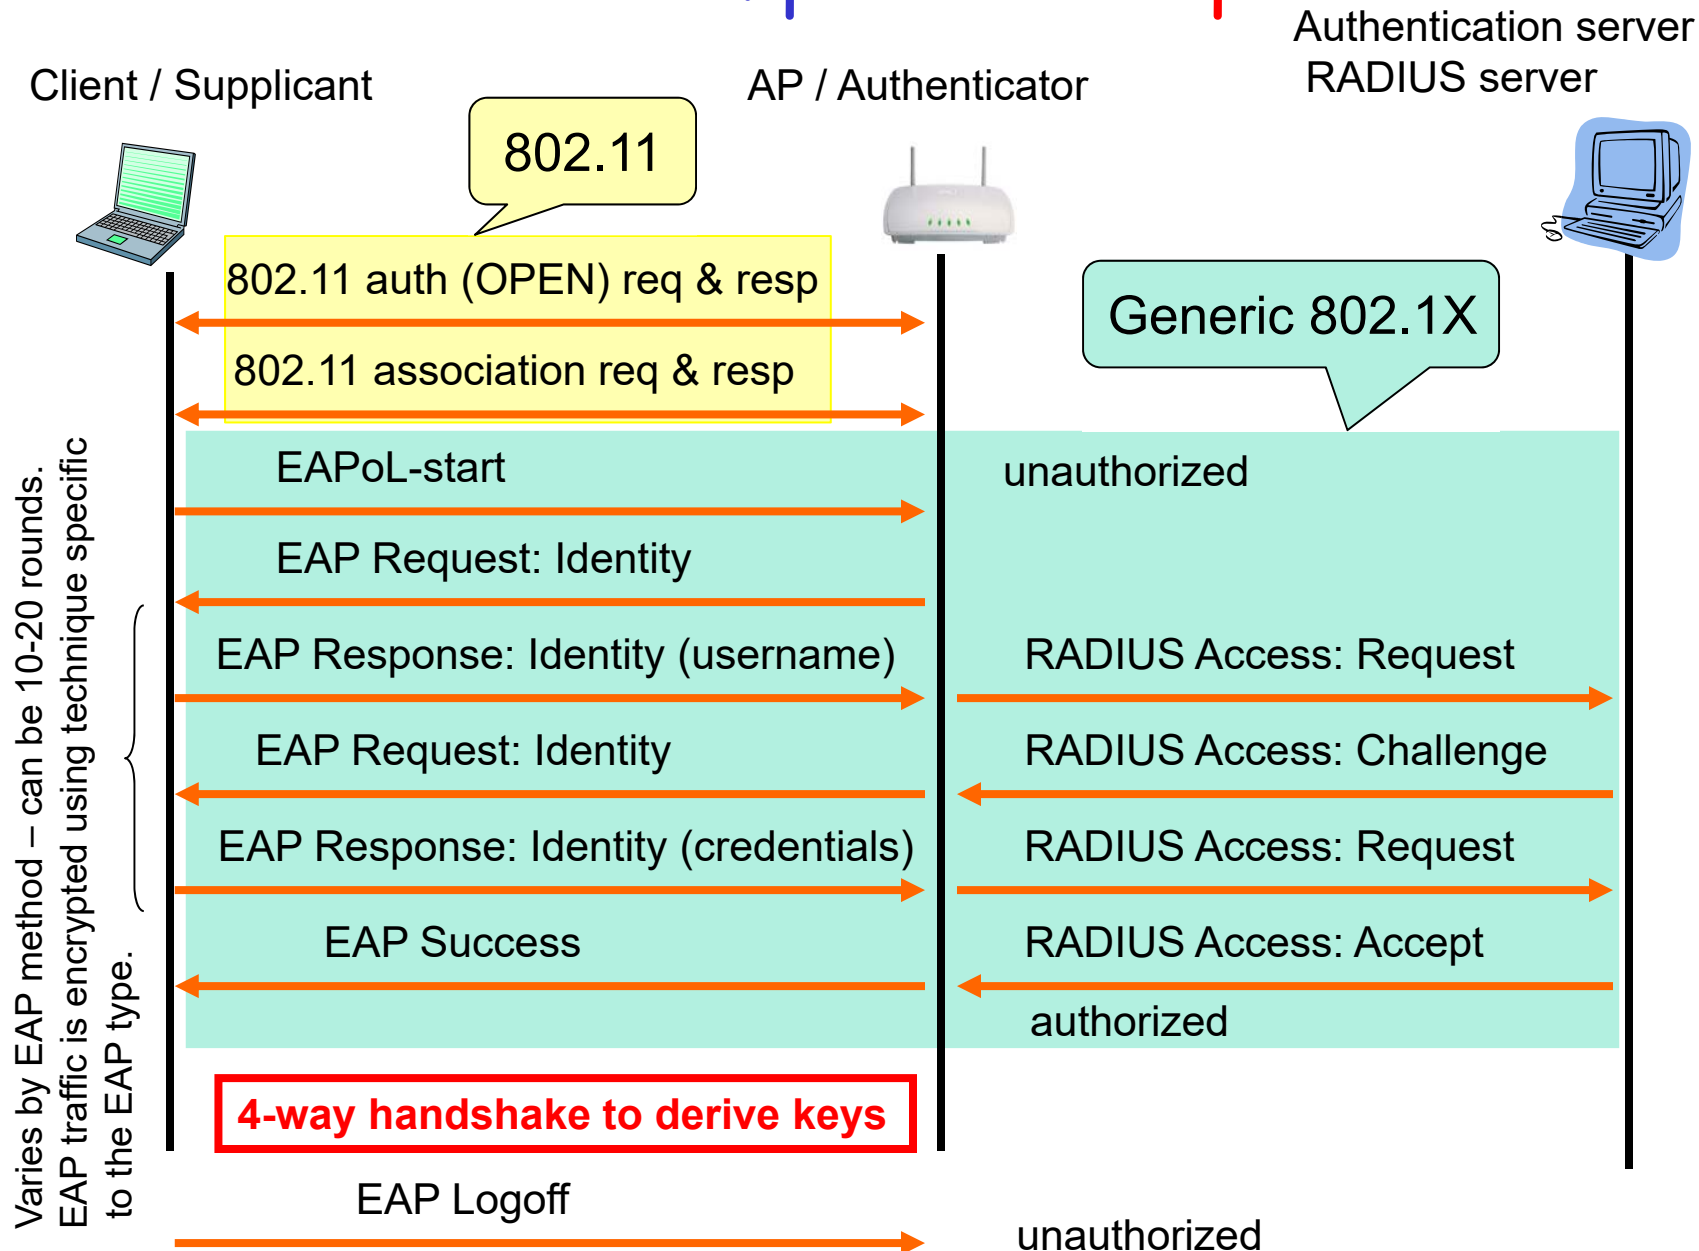 Authentication server
RADIUS server
Client / Supplicant
AP / Authenticator
802.11
802.11 auth (OPEN) req & resp
Generic 802.1X
802.11 association req & resp
EAPoL-start
unauthorized
EAP Request: Identity
EAP Response: Identity (username)
RADIUS Access: Request
EAP Request: Identity
RADIUS Access: Challenge
EAP Response: Identity (credentials)
RADIUS Access: Request
EAP Success
RADIUS Access: Accept
authorized
4-way handshake to derive keys
EAP Logoff
unauthorized
Varies by EAP method – can be 10-20 rounds.
EAP traffic is encrypted using technique specific
to the EAP type.